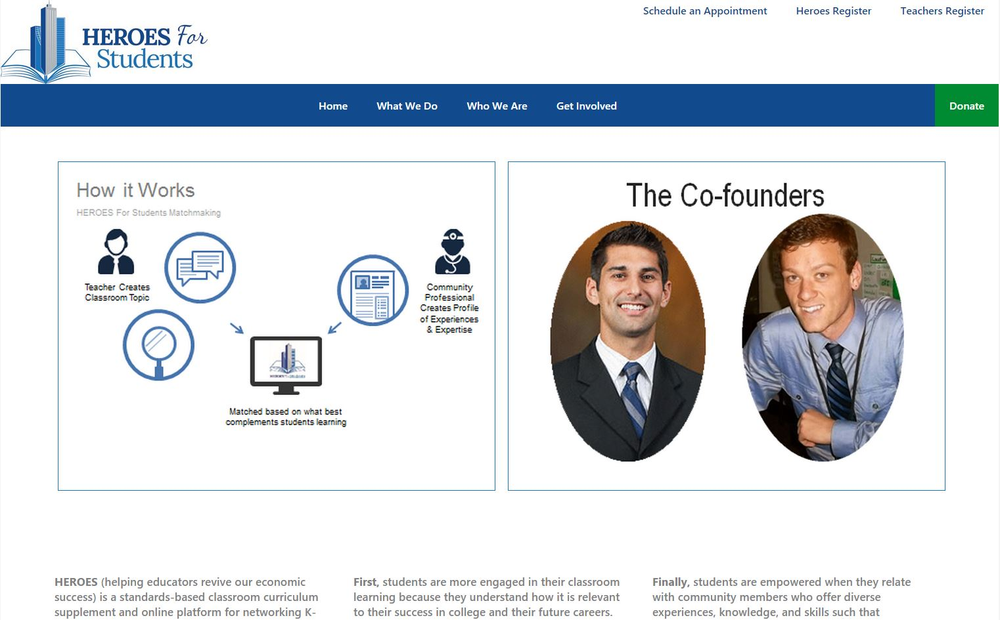 Schedule an Appointment Heroes Register Teachers Register
HEROES For
Students
Home What We Do Who We Are Get Involved Donate
How it Works
HEROES For Students Matchmaking
Teacher Creates
Classroom Topic
Community
Professional
Creates Profile
of Experiences
& Expertise
Matched based on what best
complements students learning
The Co-founders
HEROES (helping educators revive our economic
success) is a standards-based classroom curriculum
supplement and online platform for networking K-
First, students are more engaged in their classroom
learning because they understand how it is relevant
to their success in college and their future careers.
Finally, students are empowered when they relate
with community members who offer diverse
experiences, knowledge, and skills such that